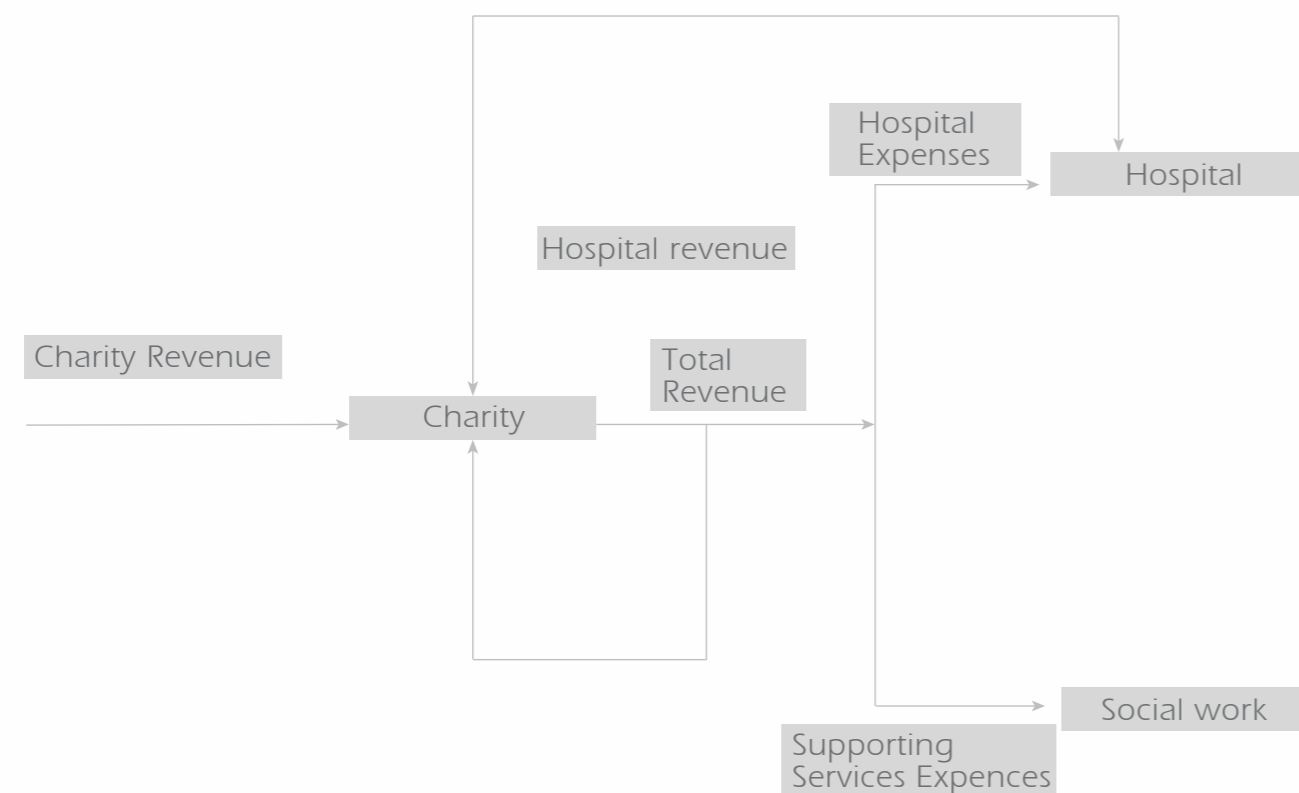 Hospital
Expenses
Hospital
Hospital revenue
Charity Revenue
Total
Revenue
Charity
Social work
Supporting
Services Expences